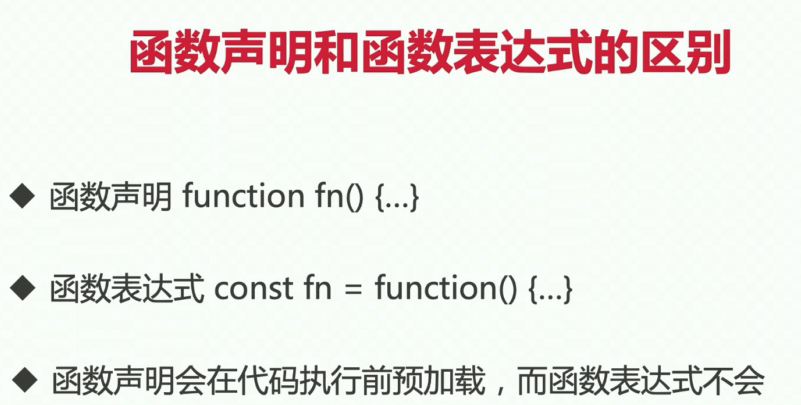 函数声明和函数表达式的区别
◆ 函数声明 function fn() {...}
◆ 函数表达式 const fn = function() {...}
◆ 函数声明会在代码执行前预加载，而函数表达式不会